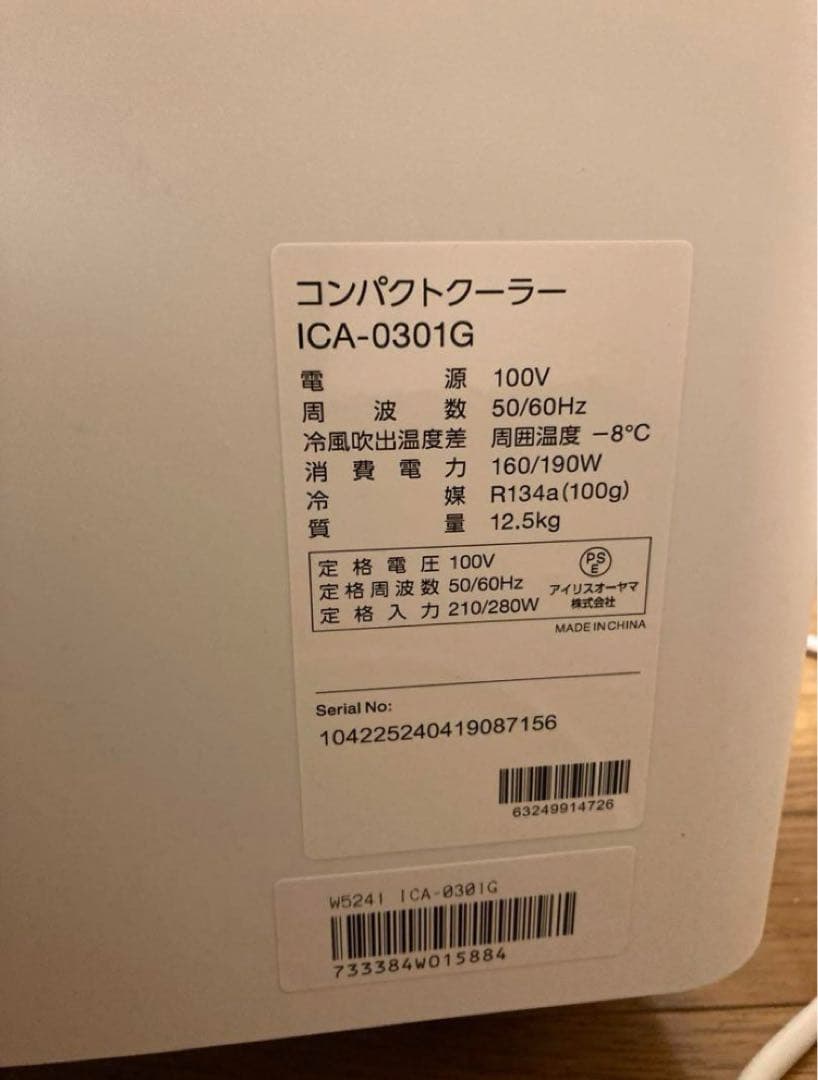 コンパクトクーラー
ICA-0301G
電源 100V
周波数 50/60Hz
冷風吹出温度差 周囲温度 −8℃
消費電力 160/190W
冷媒 R134a(100g)
質量 12.5kg
定格電圧 100V
定格周波数 50/60Hz
定格入力 210/280W
PSE
アイリスオーヤマ
株式会社
MADE IN CHINA
Serial No:
104225240419087156
63249914726
W5241 ICA-0301G
733384W015884